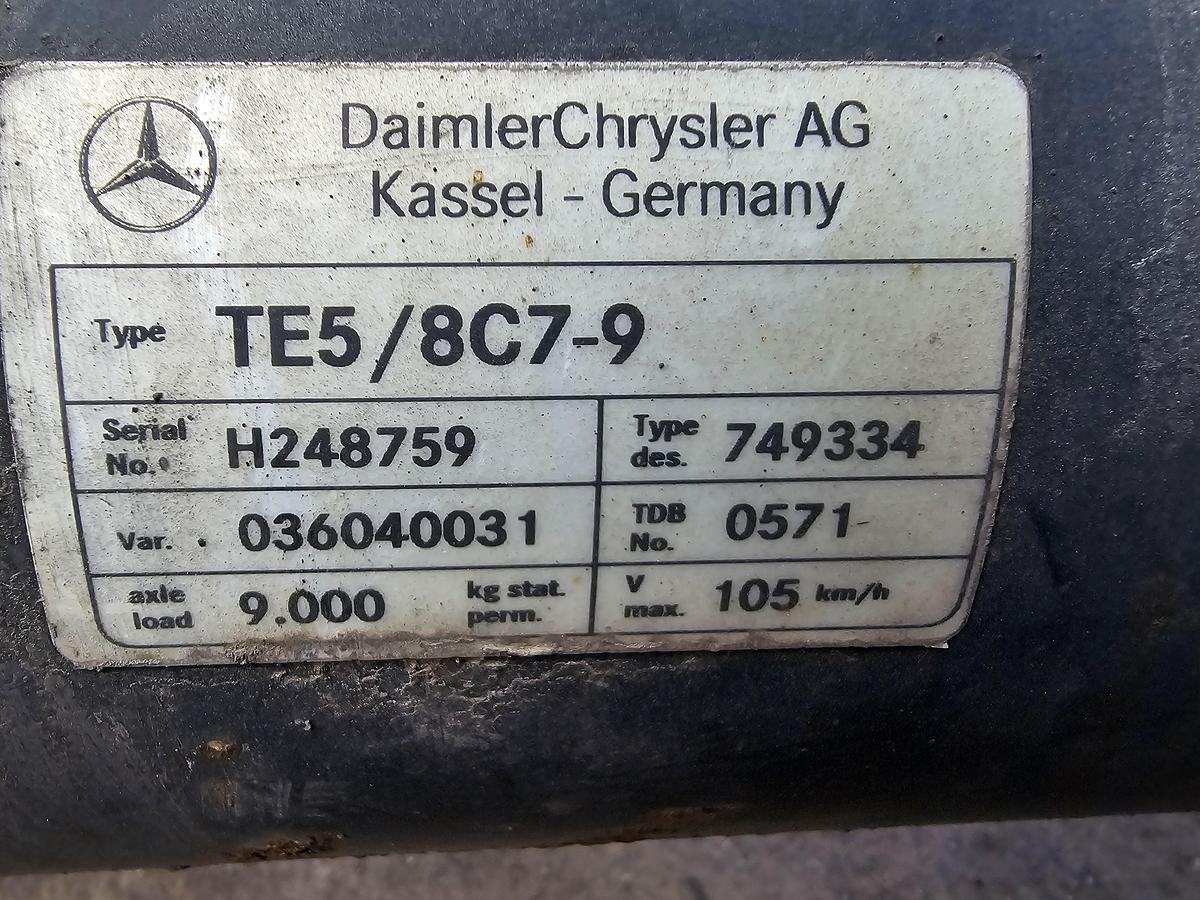 DaimlerChrysler AG
Kassel - Germany
Type TE5/8C7-9
Serial No. H248759 Type des. 749334
Var. 036040031 TDB No. 0571
axle load 9.000 kg stat. perm. V max. 105 km/h